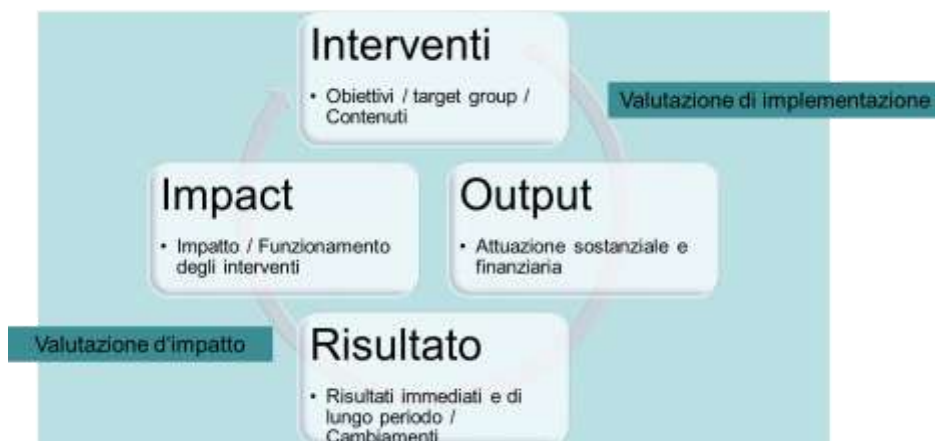 Interventi
• Obiettivi / target group /
Contenuti
Valutazione di implementazione
Impact
• Impatto / Funzionamento
degli interventi
Output
• Attuazione sostanziale e
finanziaria
Valutazione d'impatto
Risultato
• Risultati immediati e di
lungo periodo /
Cambiamenti